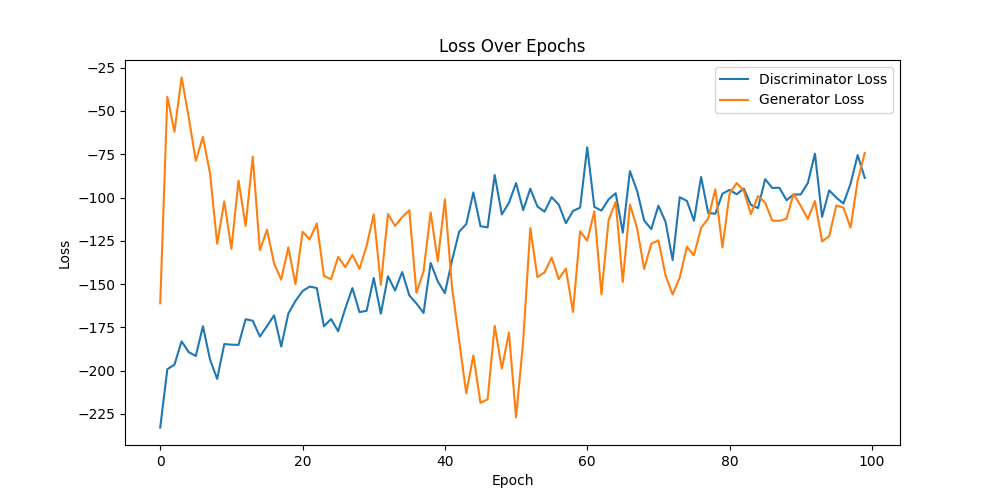 Loss Over Epochs
Discriminator Loss
Generator Loss
−25
−50
−75
−100
−125
−150
−175
−200
−225
Loss
0 20 40 60 80 100
Epoch